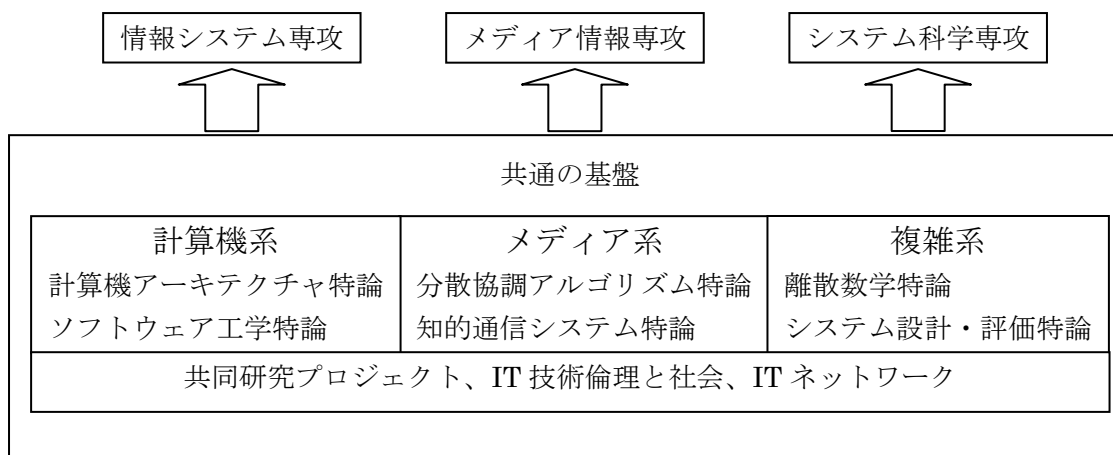 情報システム専攻
メディア情報専攻
システム科学専攻
共通の基盤
計算機系
計算機アーキテクチャ特論
ソフトウェア工学特論
メディア系
分散協調アルゴリズム特論
知的通信システム特論
複雑系
離散数学特論
システム設計・評価特論
共同研究プロジェクト、IT 技術倫理と社会、IT ネットワーク